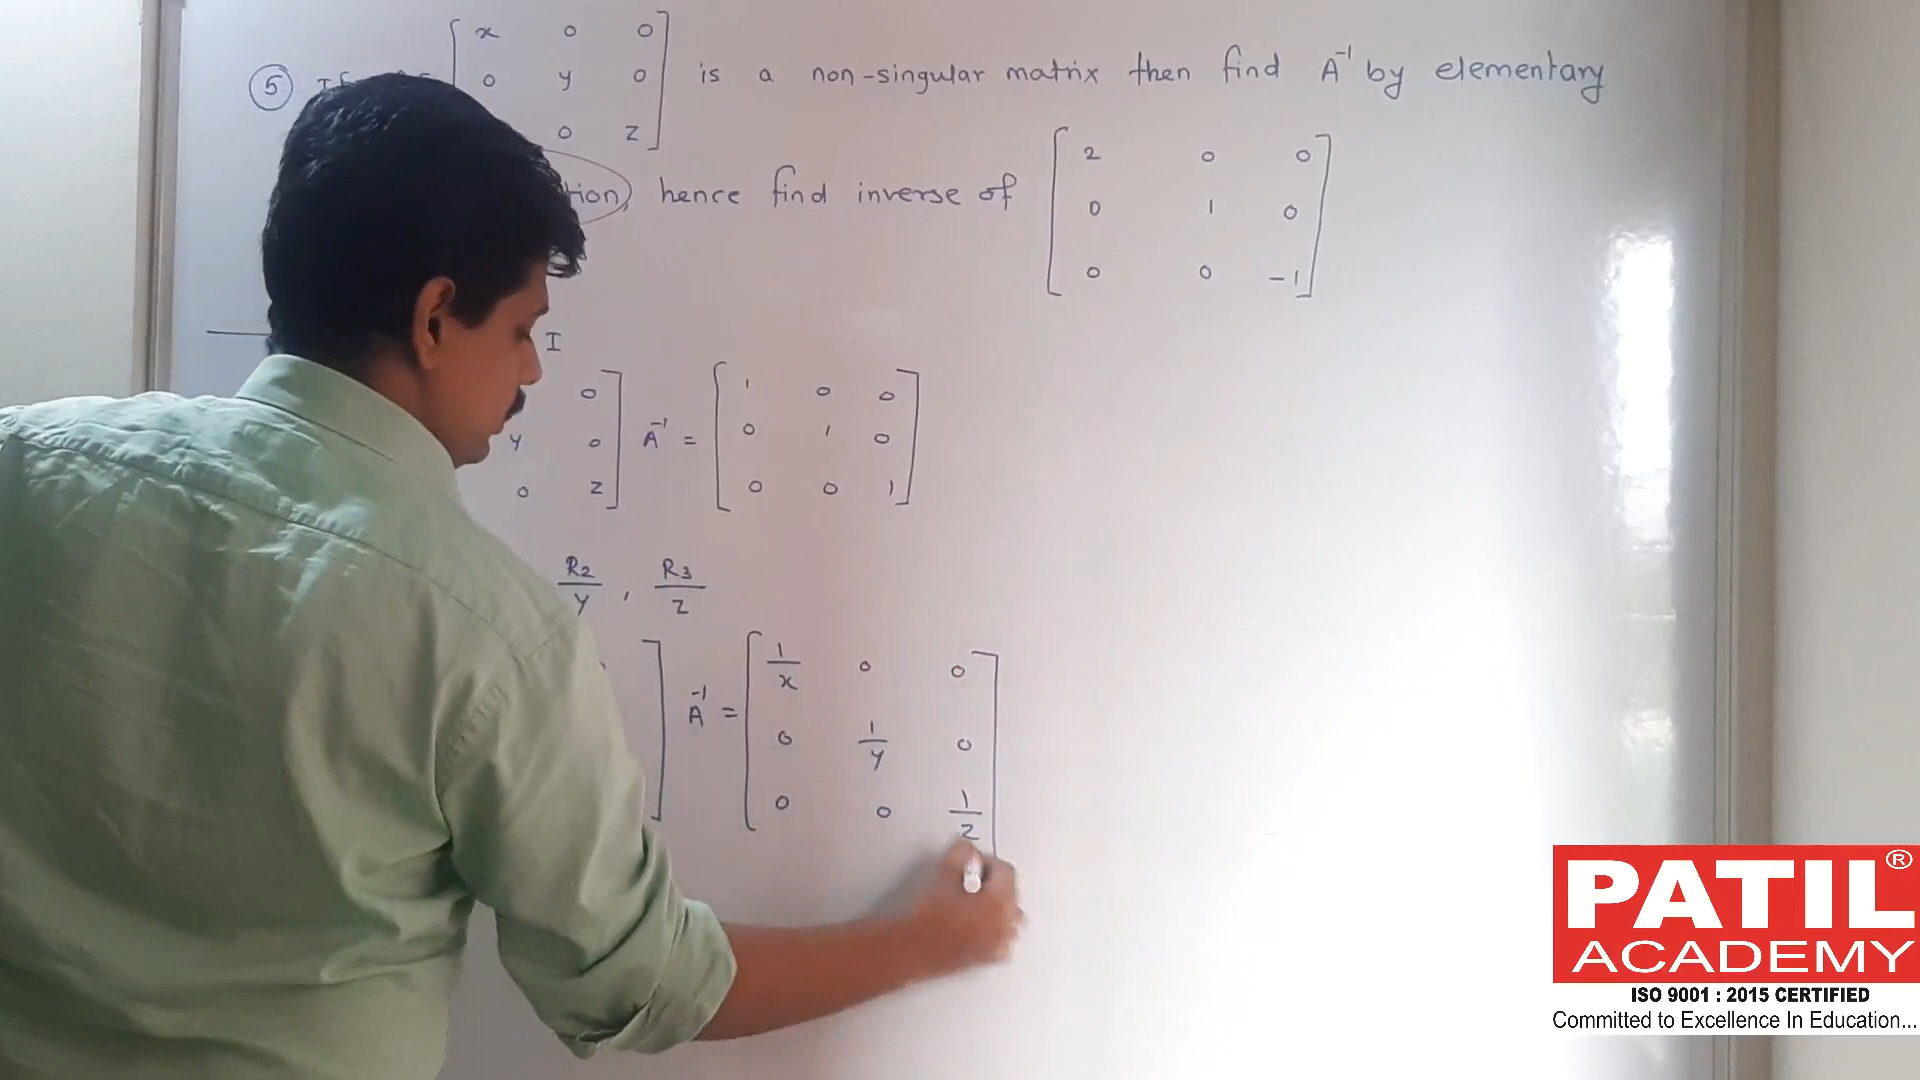 x 0 0
5 0 y 0 is a non-singular matrix then find A⁻¹ by elementary
0 z
2 0 0
tion, hence find inverse of 0 1 0
0 0 -1
I
0 1 0 0
y 0 A⁻¹ = 0 1 0
0 z 0 0 1
R2/y , R3/z
1/x 0 0
A⁻¹ = 0 1/y 0
0 0 1/z
PATIL®
ACADEMY
ISO 9001 : 2015 CERTIFIED
Committed to Excellence In Education...